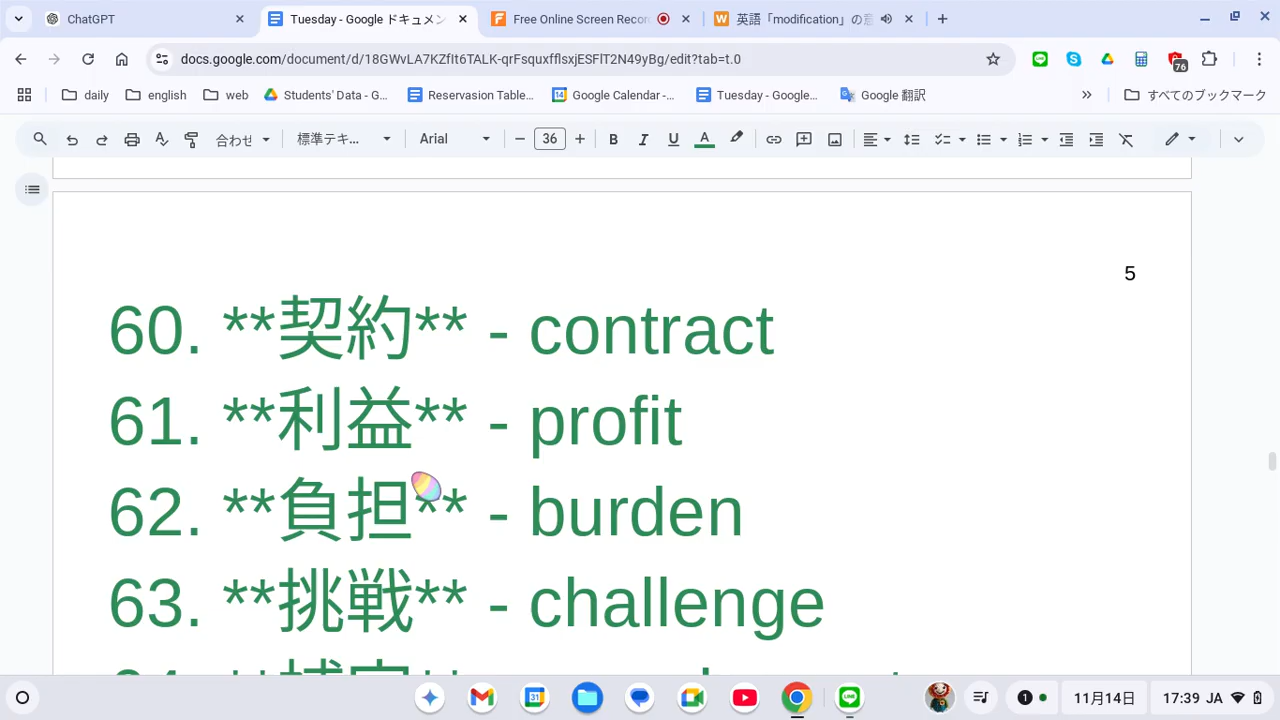 ChatGPT
Tuesday - Google ドキュメン
Free Online Screen Recor
英語「modification」の意
docs.google.com/document/d/
edit?tab=t.0
76
daily
english
web
Students' Data - G...
Reservasion Table...
Google Calendar -...
Tuesday - Google...
Google 翻訳
すべてのブックマーク
合わせ
標準テキ...
Arial
36
B
I
U
A
5
60. **契約** - contract
61. **利益** - profit
62. **負担** - burden
63. **挑戦** - challenge
31
1
11月14日
17:39
JA